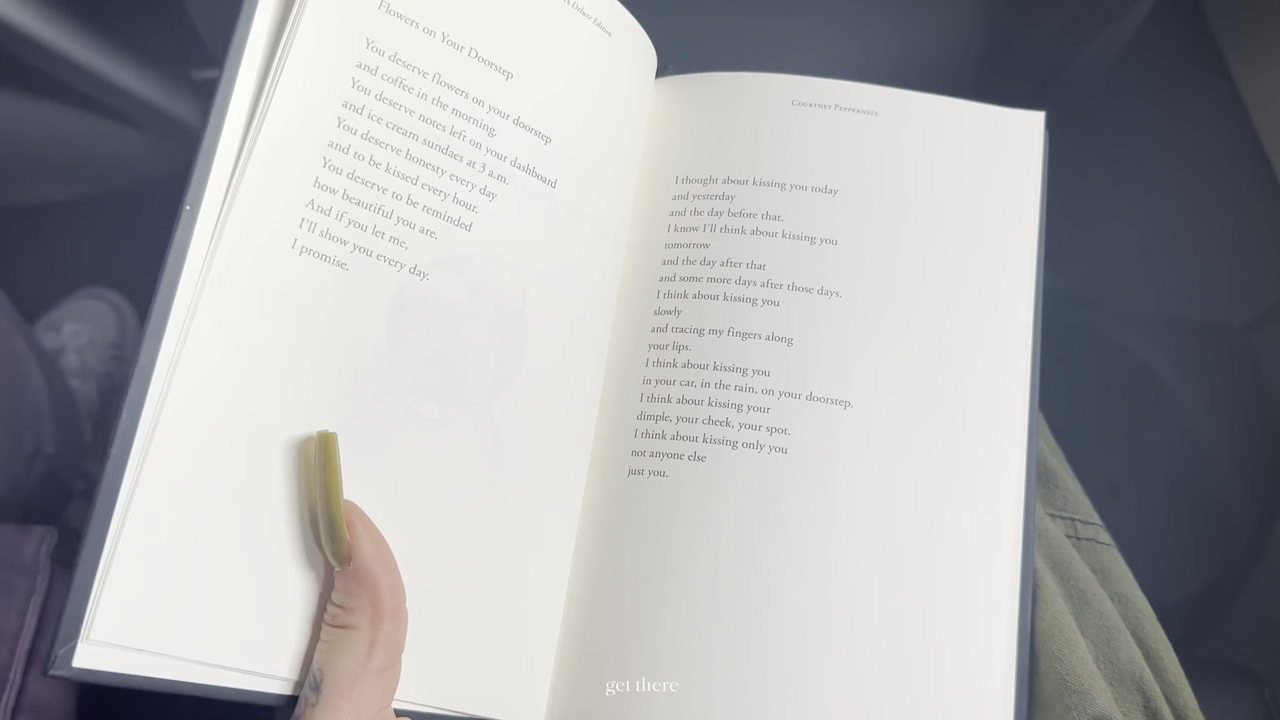 Deluxe Edition
Flowers on Your Doorstep
You deserve flowers on your doorstep
and coffee in the morning.
You deserve notes left on your dashboard
and ice cream sundaes at 3 a.m.
You deserve honesty every day
and to be kissed every hour.
You deserve to be reminded
how beautiful you are.
And if you let me,
I'll show you every day.
I promise.
Courtney Peppernell
I thought about kissing you today
and yesterday
and the day before that.
I know I'll think about kissing you
tomorrow
and the day after that
and some more days after those days.
I think about kissing you
slowly
and tracing my fingers along
your lips.
I think about kissing you
in your car, in the rain, on your doorstep.
I think about kissing your
dimple, your cheek, your spot.
I think about kissing only you
not anyone else
just you.
get there